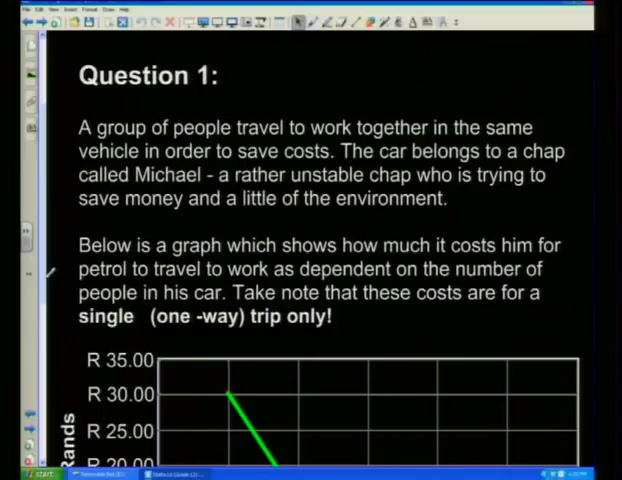 Question 1:
A group of people travel to work together in the same
vehicle in order to save costs. The car belongs to a chap
called Michael - a rather unstable chap who is trying to
save money and a little of the environment.
Below is a graph which shows how much it costs him for
petrol to travel to work as dependent on the number of
people in his car. Take note that these costs are for a
single (one -way) trip only!
R 35.00
R 30.00
R 25.00
R 20.00
Rands
start